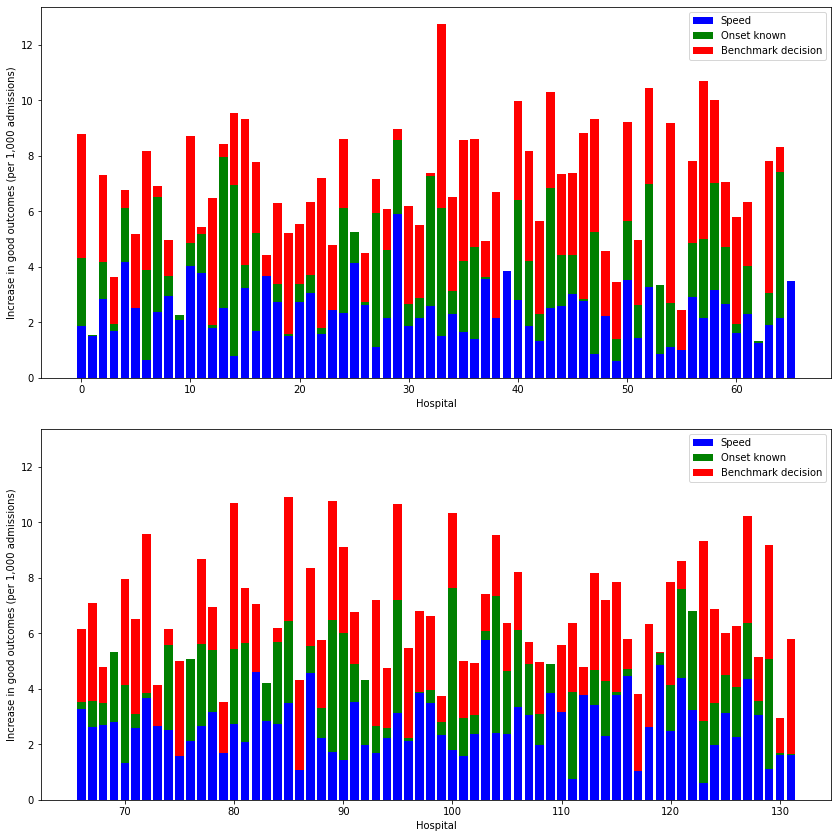 Increase in good outcomes (per 1,000 admissions)
12
10
8
6
4
2
0
Speed
Onset known
Benchmark decision
0 10 20 30 40 50 60
Hospital
Increase in good outcomes (per 1,000 admissions)
12
10
8
6
4
2
0
Speed
Onset known
Benchmark decision
70 80 90 100 110 120 130
Hospital